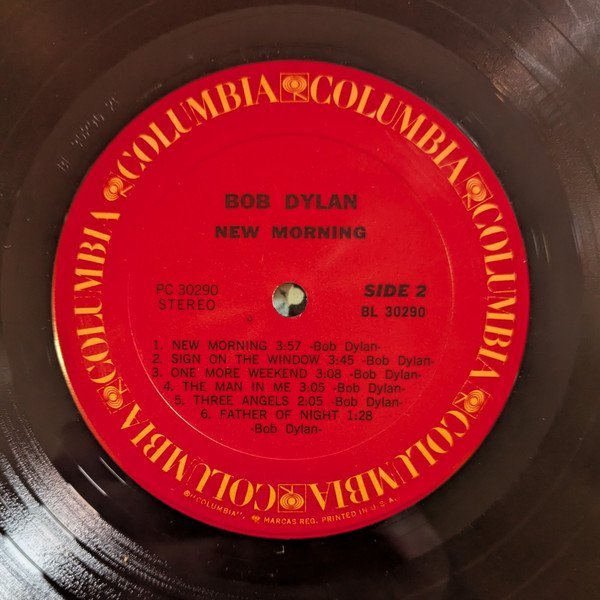 COLUMBIA COLUMBIA COLUMBIA COLUMBIA COLUMBIA COLUMBIA
BOB DYLAN
NEW MORNING
PC 30290
STEREO
SIDE 2
BL 30290
1. NEW MORNING 3:57 -Bob Dylan-
2. SIGN ON THE WINDOW 3:45 -Bob Dylan-
3. ONE MORE WEEKEND 3:08 -Bob Dylan-
4. THE MAN IN ME 3:05 -Bob Dylan-
5. THREE ANGELS 2:05 -Bob Dylan-
6. FATHER OF NIGHT 1:28
-Bob Dylan-
"COLUMBIA", MARCAS REG. PRINTED IN U.S.A.